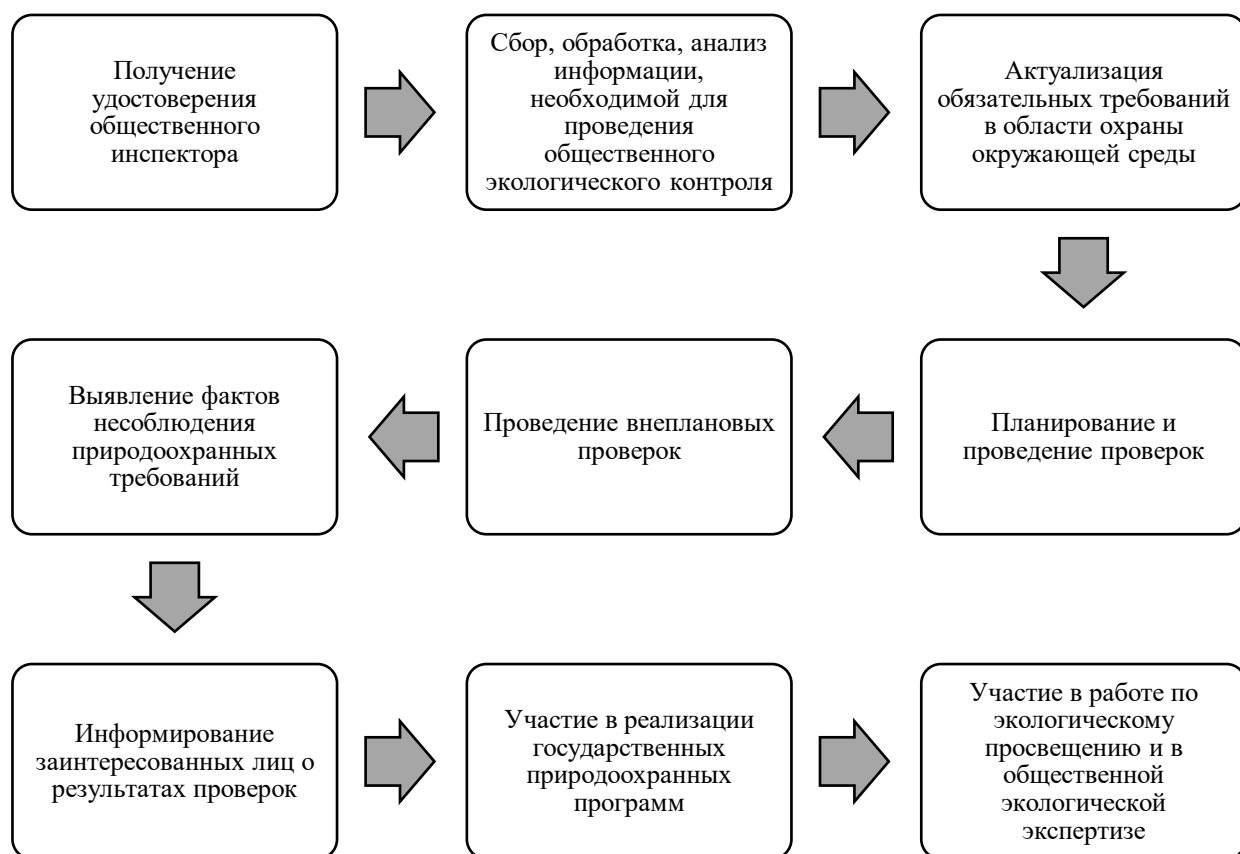 Получение
удостоверения
общественного
инспектора
Сбор, обработка, анализ
информации,
необходимой для
проведения
общественного
экологического контроля
Актуализация
обязательных требований
в области охраны
окружающей среды
Планирование и
проведение проверок
Проведение внеплановых
проверок
Выявление фактов
несоблюдения
природоохранных
требований
Информирование
заинтересованных лиц о
результатах проверок
Участие в реализации
государственных
природоохранных
программ
Участие в работе по
экологическому
просвещению и в
общественной
экологической
экспертизе